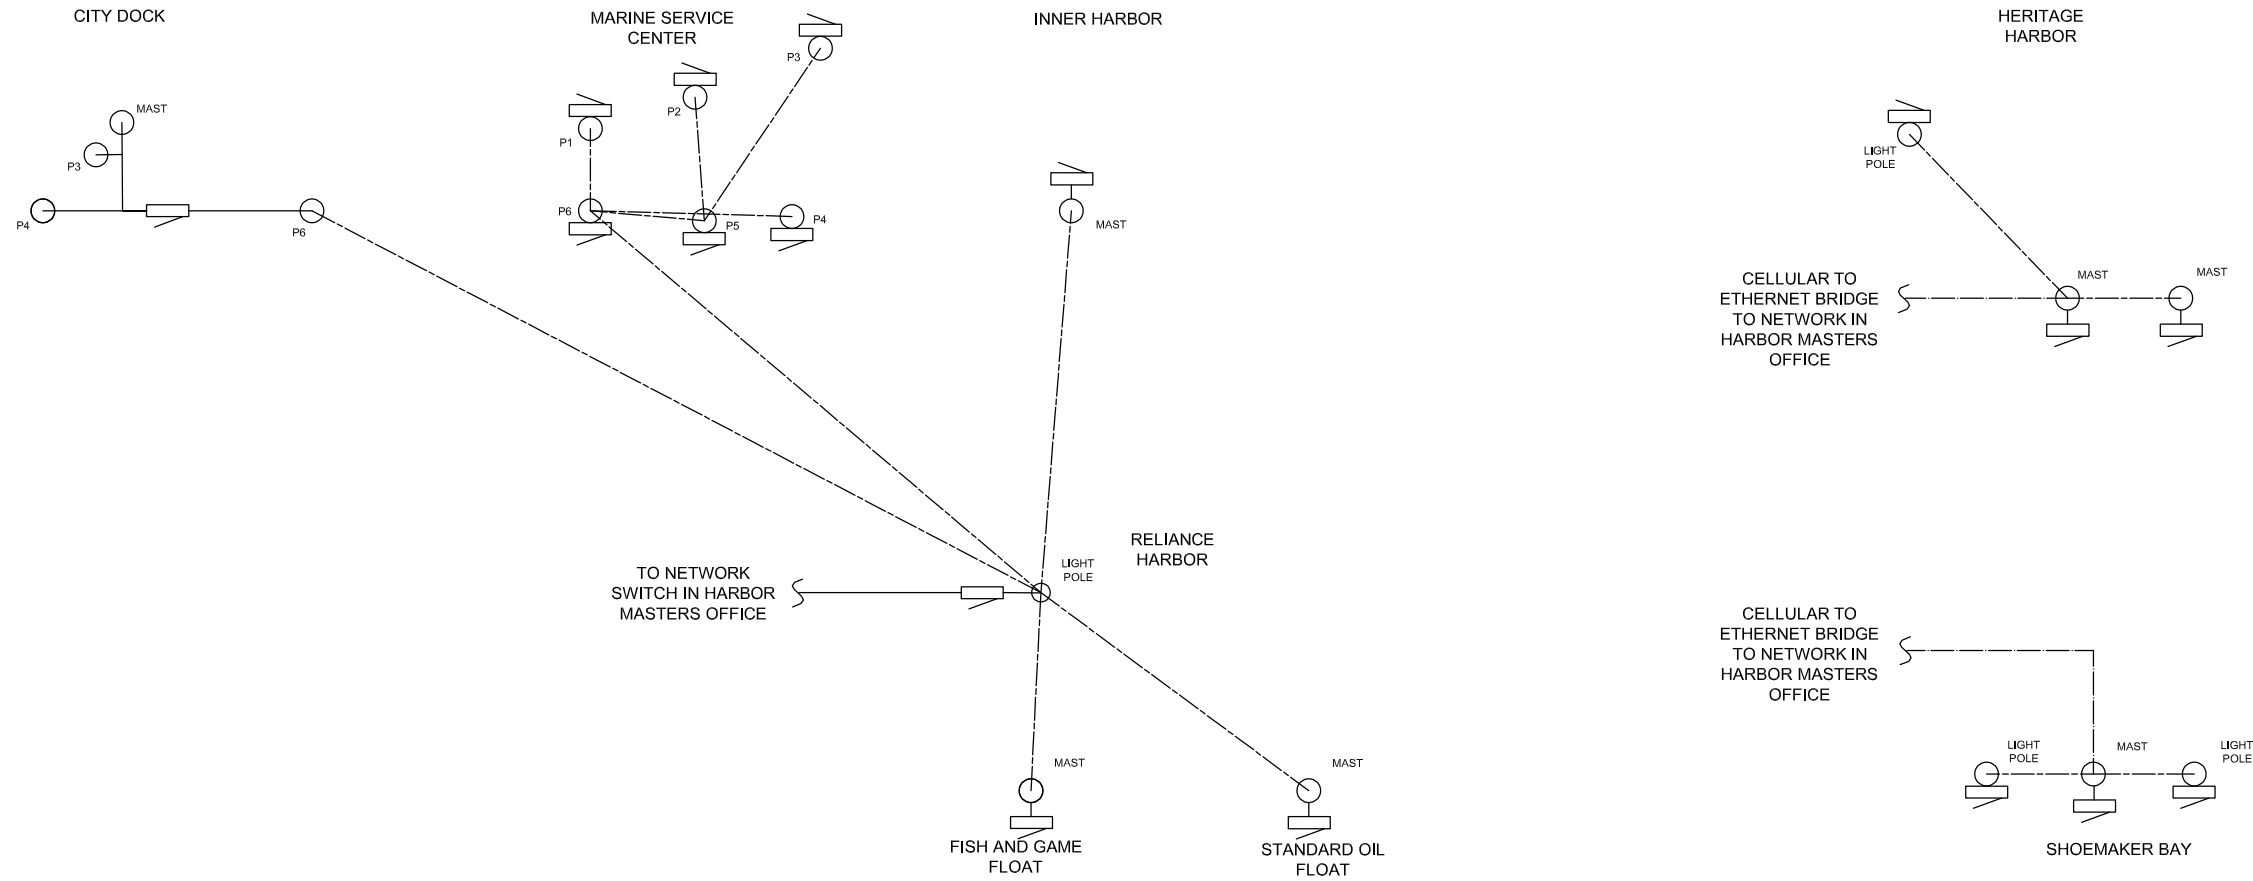 CITY DOCK
MAST
P3
P4
P6
MARINE SERVICE
CENTER
P3
P2
P1
P6
P5
P4
INNER HARBOR
MAST
HERITAGE
HARBOR
LIGHT
POLE
MAST
MAST
CELLULAR TO
ETHERNET BRIDGE
TO NETWORK IN
HARBOR MASTERS
OFFICE
RELIANCE
HARBOR
LIGHT
POLE
TO NETWORK
SWITCH IN HARBOR
MASTERS OFFICE
MAST
FISH AND GAME
FLOAT
MAST
STANDARD OIL
FLOAT
CELLULAR TO
ETHERNET BRIDGE
TO NETWORK IN
HARBOR MASTERS
OFFICE
LIGHT
POLE
MAST
LIGHT
POLE
SHOEMAKER BAY